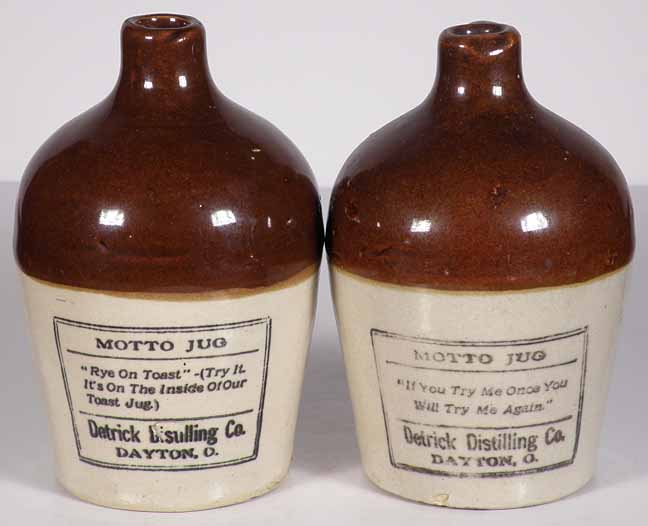 MOTTO JUG
"Rye On Toast"-(Try It.
It's On The Inside Of Our
Toast Jug.)
Detrick Disulling Co.
DAYTON, O.
MOTTO JUG
"If You Try Me Once You
Will Try Me Again."
Detrick Distilling Co.
DAYTON, O.